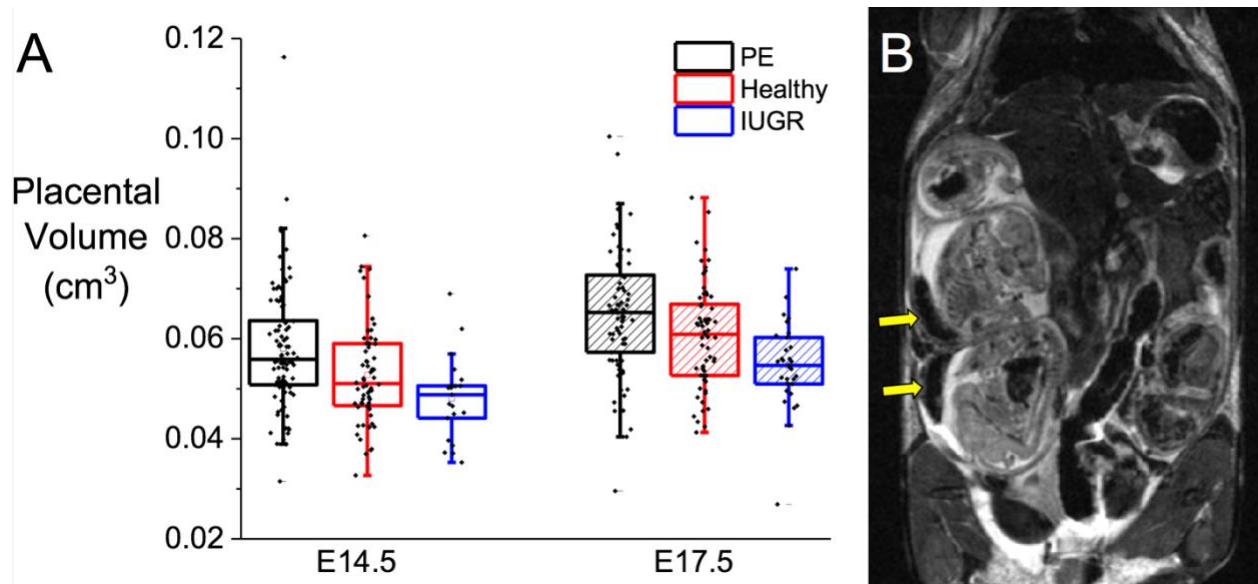 A
B
PE
Healthy
IUGR
Placental
Volume
(cm³)
0.12
0.10
0.08
0.06
0.04
0.02
E14.5
E17.5